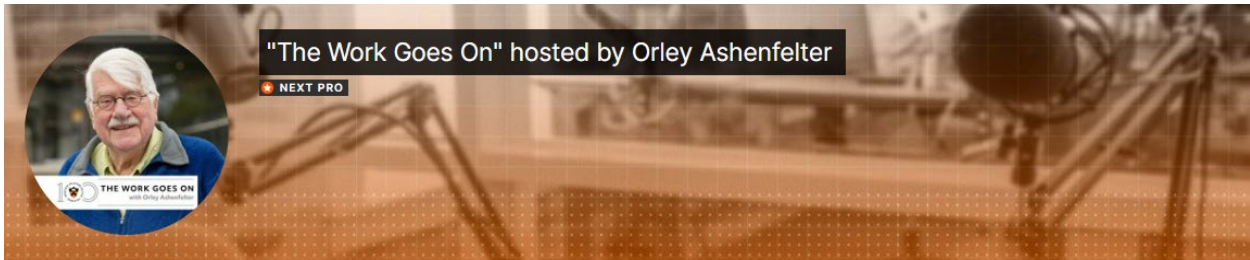 "The Work Goes On" hosted by Orley Ashenfelter
NEXT PRO
100 THE WORK GOES ON
with Orley Ashenfelter